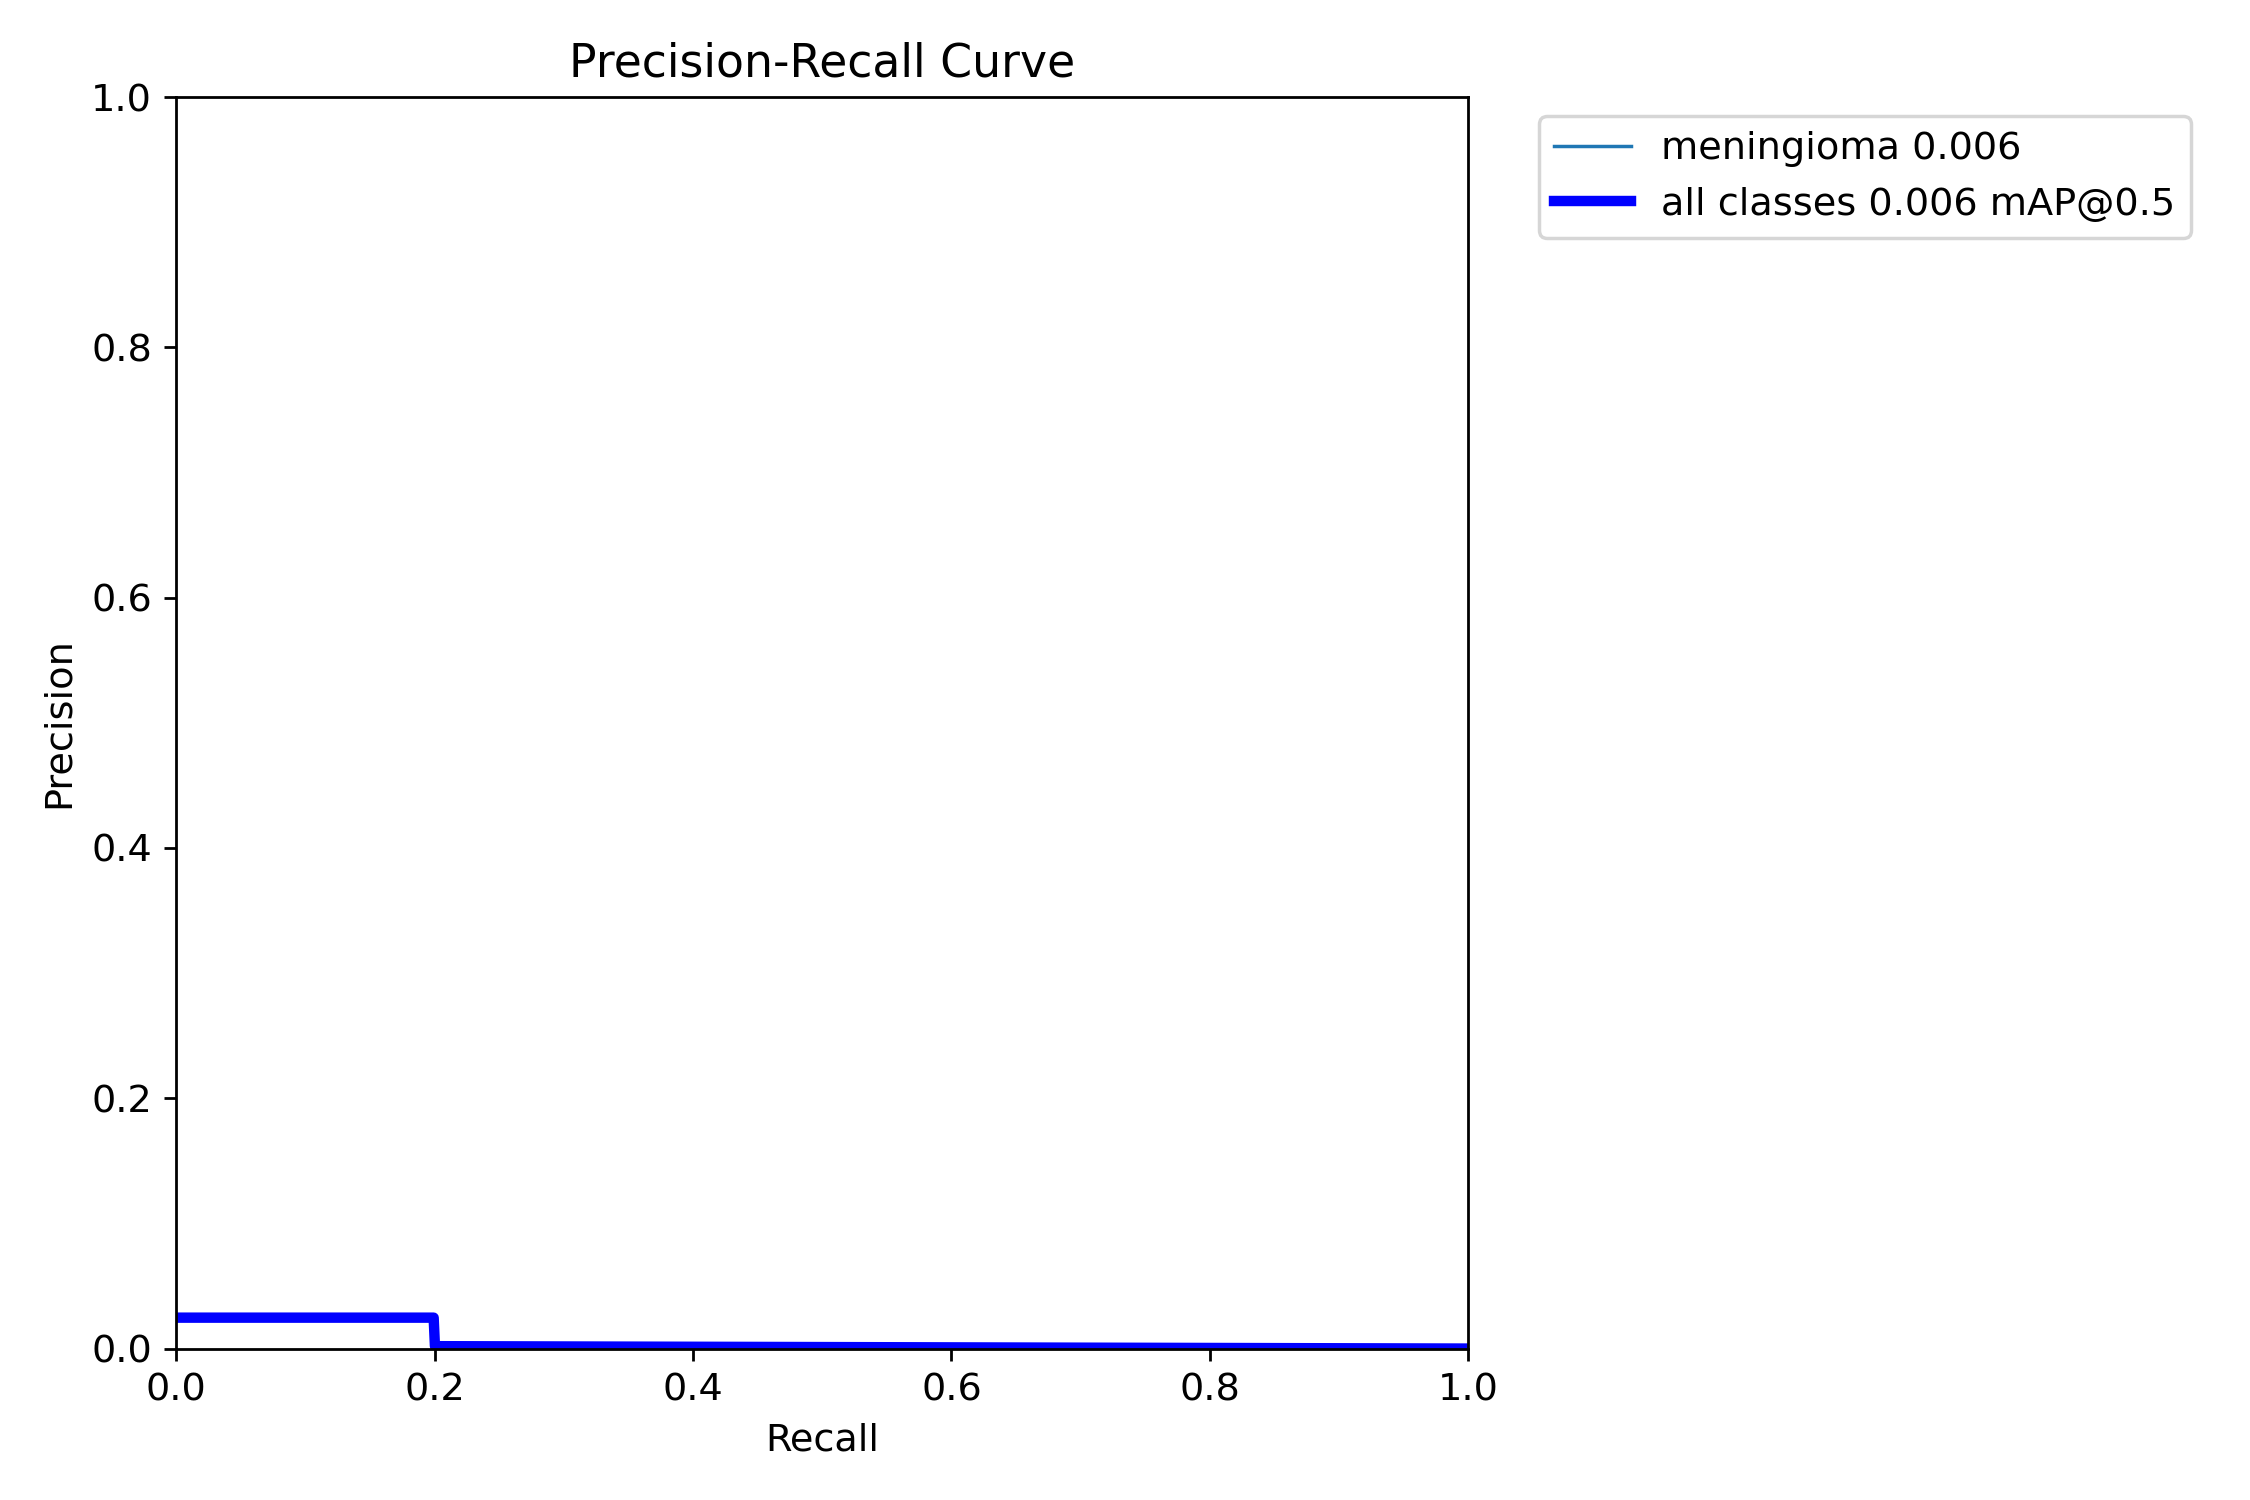 Precision-Recall Curve
meningioma 0.006
all classes 0.006 mAP@0.5
1.0
0.8
0.6
0.4
0.2
0.0
Precision
0.0 0.2 0.4 0.6 0.8 1.0
Recall